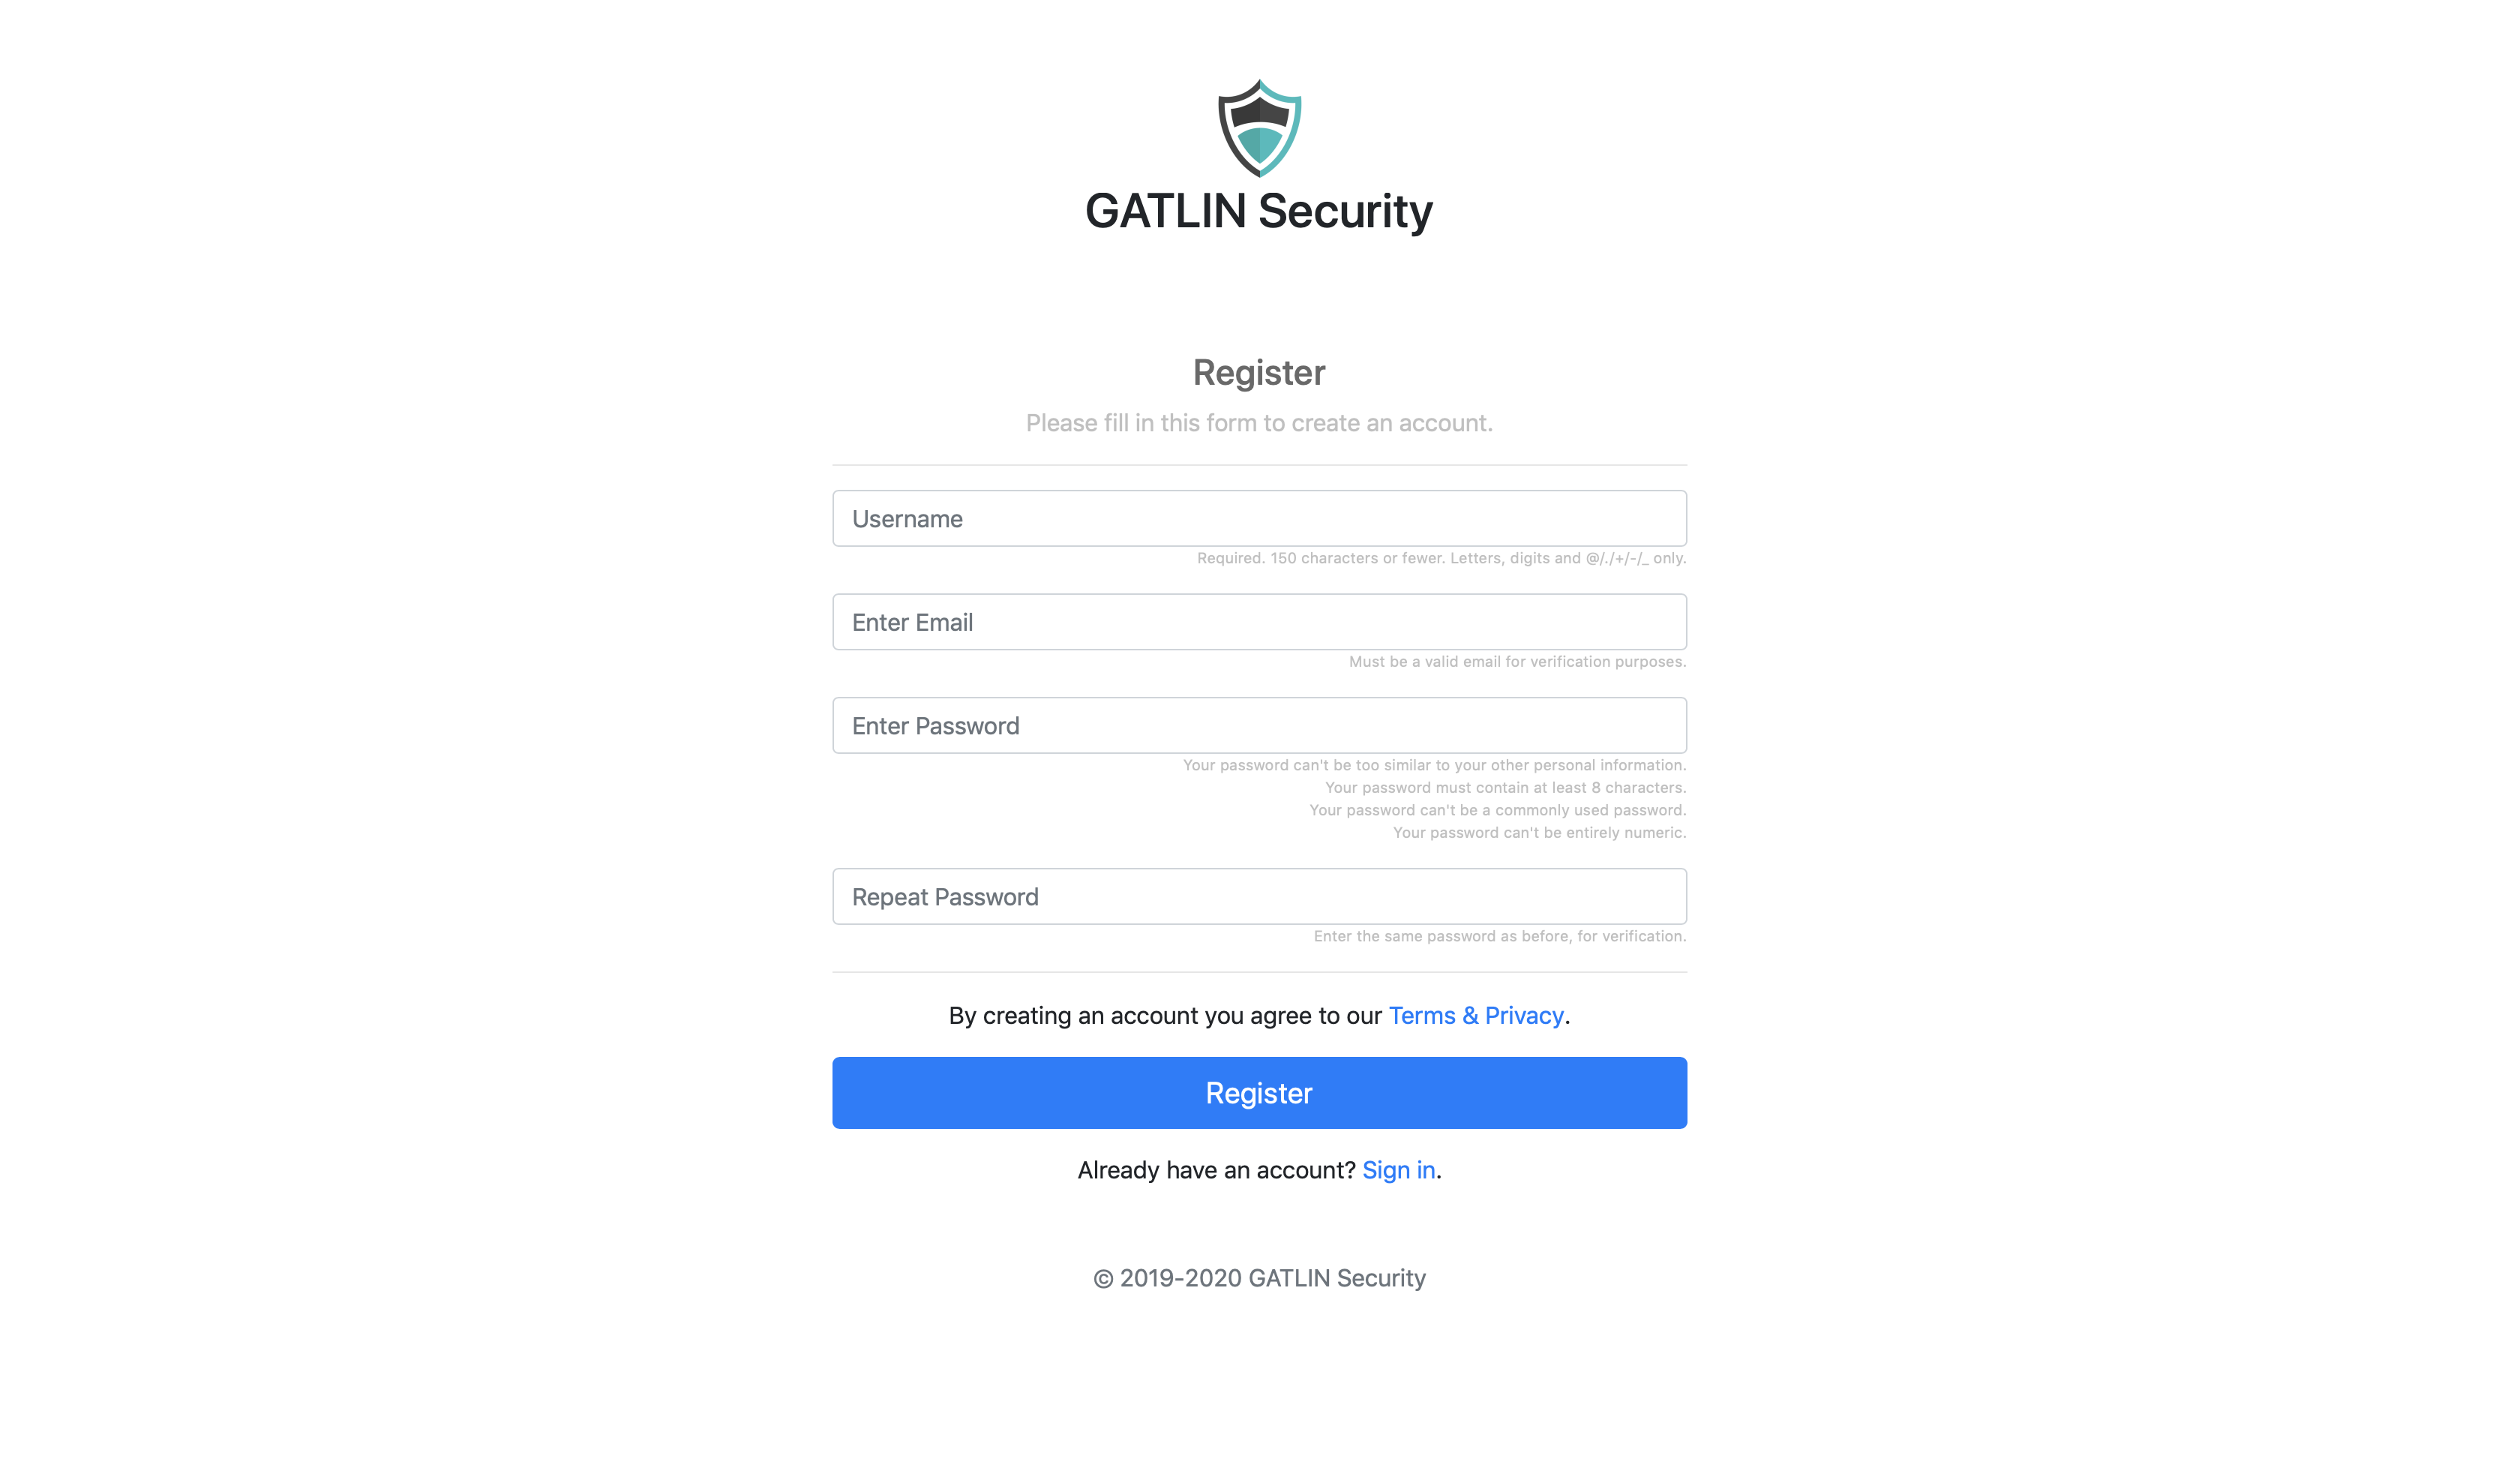 GATLIN Security
Register
Please fill in this form to create an account.
Username
Required. 150 characters or fewer. Letters, digits and @/./+/-/_ only.
Enter Email
Must be a valid email for verification purposes.
Enter Password
Your password can't be too similar to your other personal information.
Your password must contain at least 8 characters.
Your password can't be a commonly used password.
Your password can't be entirely numeric.
Repeat Password
Enter the same password as before, for verification.
By creating an account you agree to our Terms & Privacy.
Register
Already have an account? Sign in.
© 2019-2020 GATLIN Security